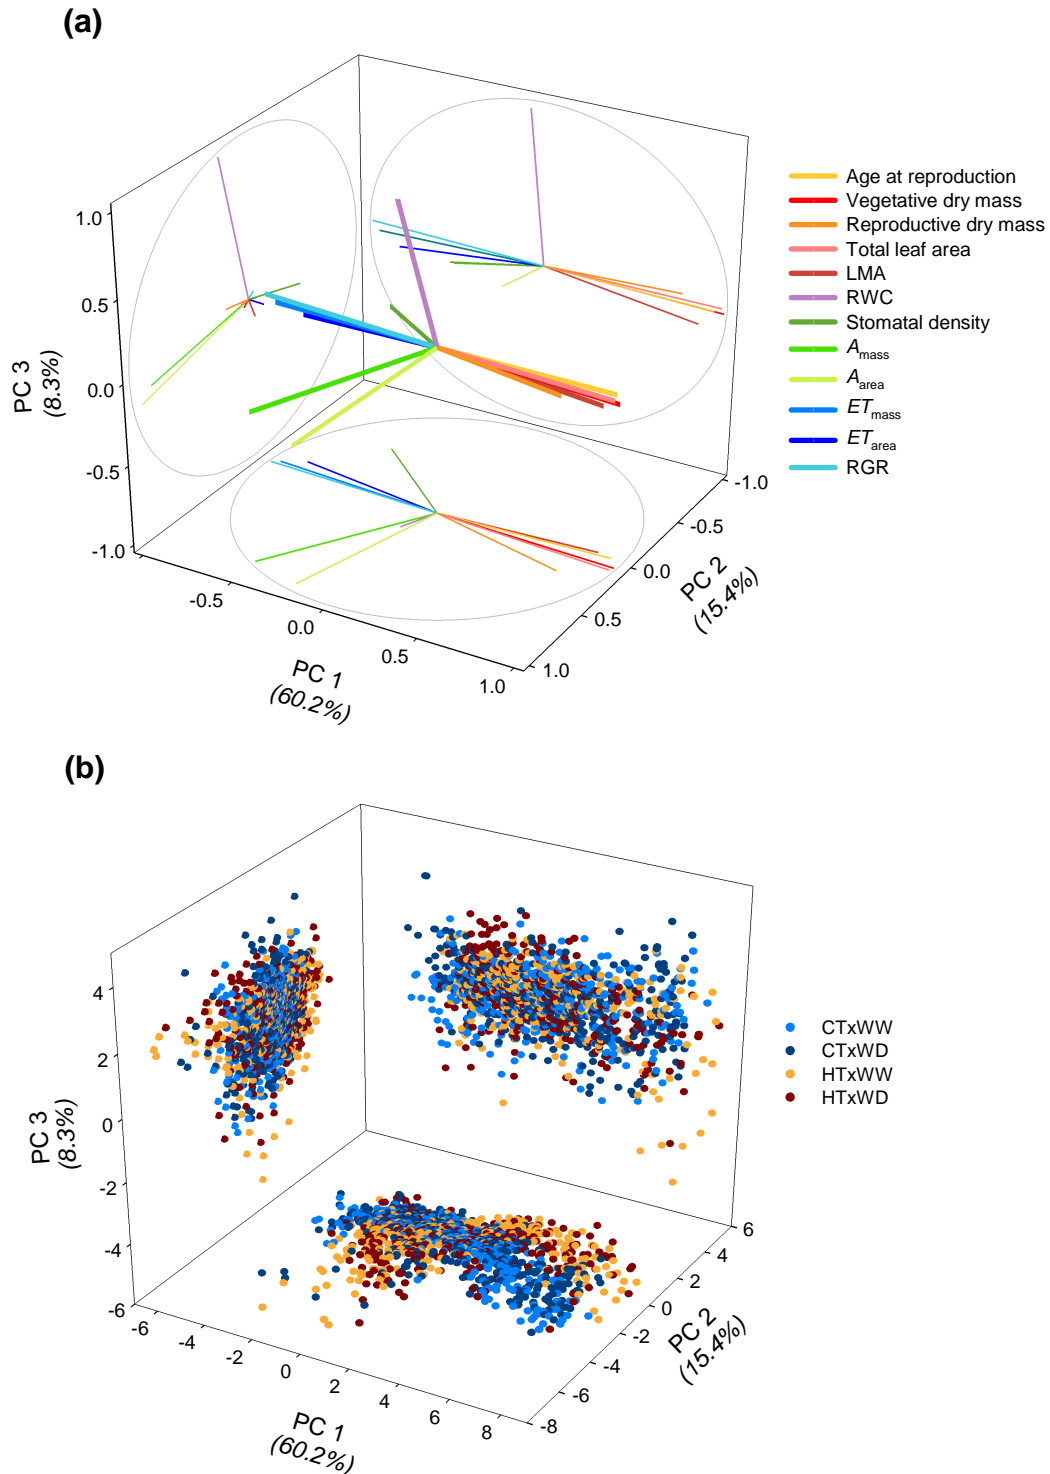 (a)
1.0
0.5
0.0
-0.5
-1.0
PC 3
(8.3%)
-0.5
0.0
0.5
1.0
PC 1
(60.2%)
-1.0
-0.5
0.0
0.5
1.0
PC 2
(15.4%)
Age at reproduction
Vegetative dry mass
Reproductive dry mass
Total leaf area
LMA
RWC
Stomatal density
Amass
Aarea
ETmass
ETarea
RGR
(b)
4
2
0
-2
-4
-6
PC 3
(8.3%)
-6
-4
-2
0
2
4
6
8
PC 1
(60.2%)
6
4
2
0
-2
-4
-6
-8
PC 2
(15.4%)
CTxWW
CTxWD
HTxWW
HTxWD